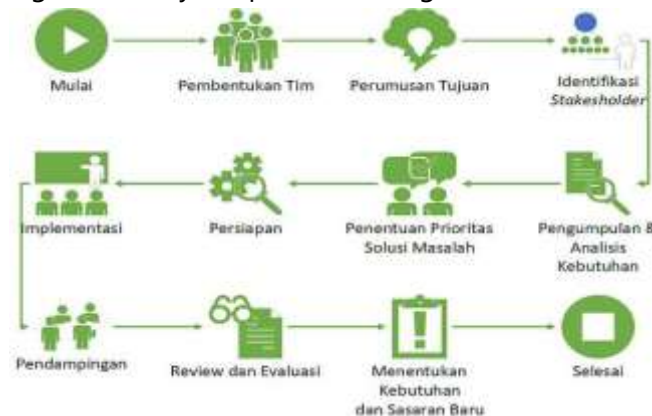 Mulai
Pembentukan Tim
Perumusan Tujuan
Identifikasi
Stakesholder
Implementasi
Persiapan
Penentuan Prioritas
Solusi Masalah
Pengumpulan &
Analisis
Kebutuhan
Pendampingan
Review dan Evaluasi
Menentukan
Kebutuhan
dan Sasaran Baru
Selesai